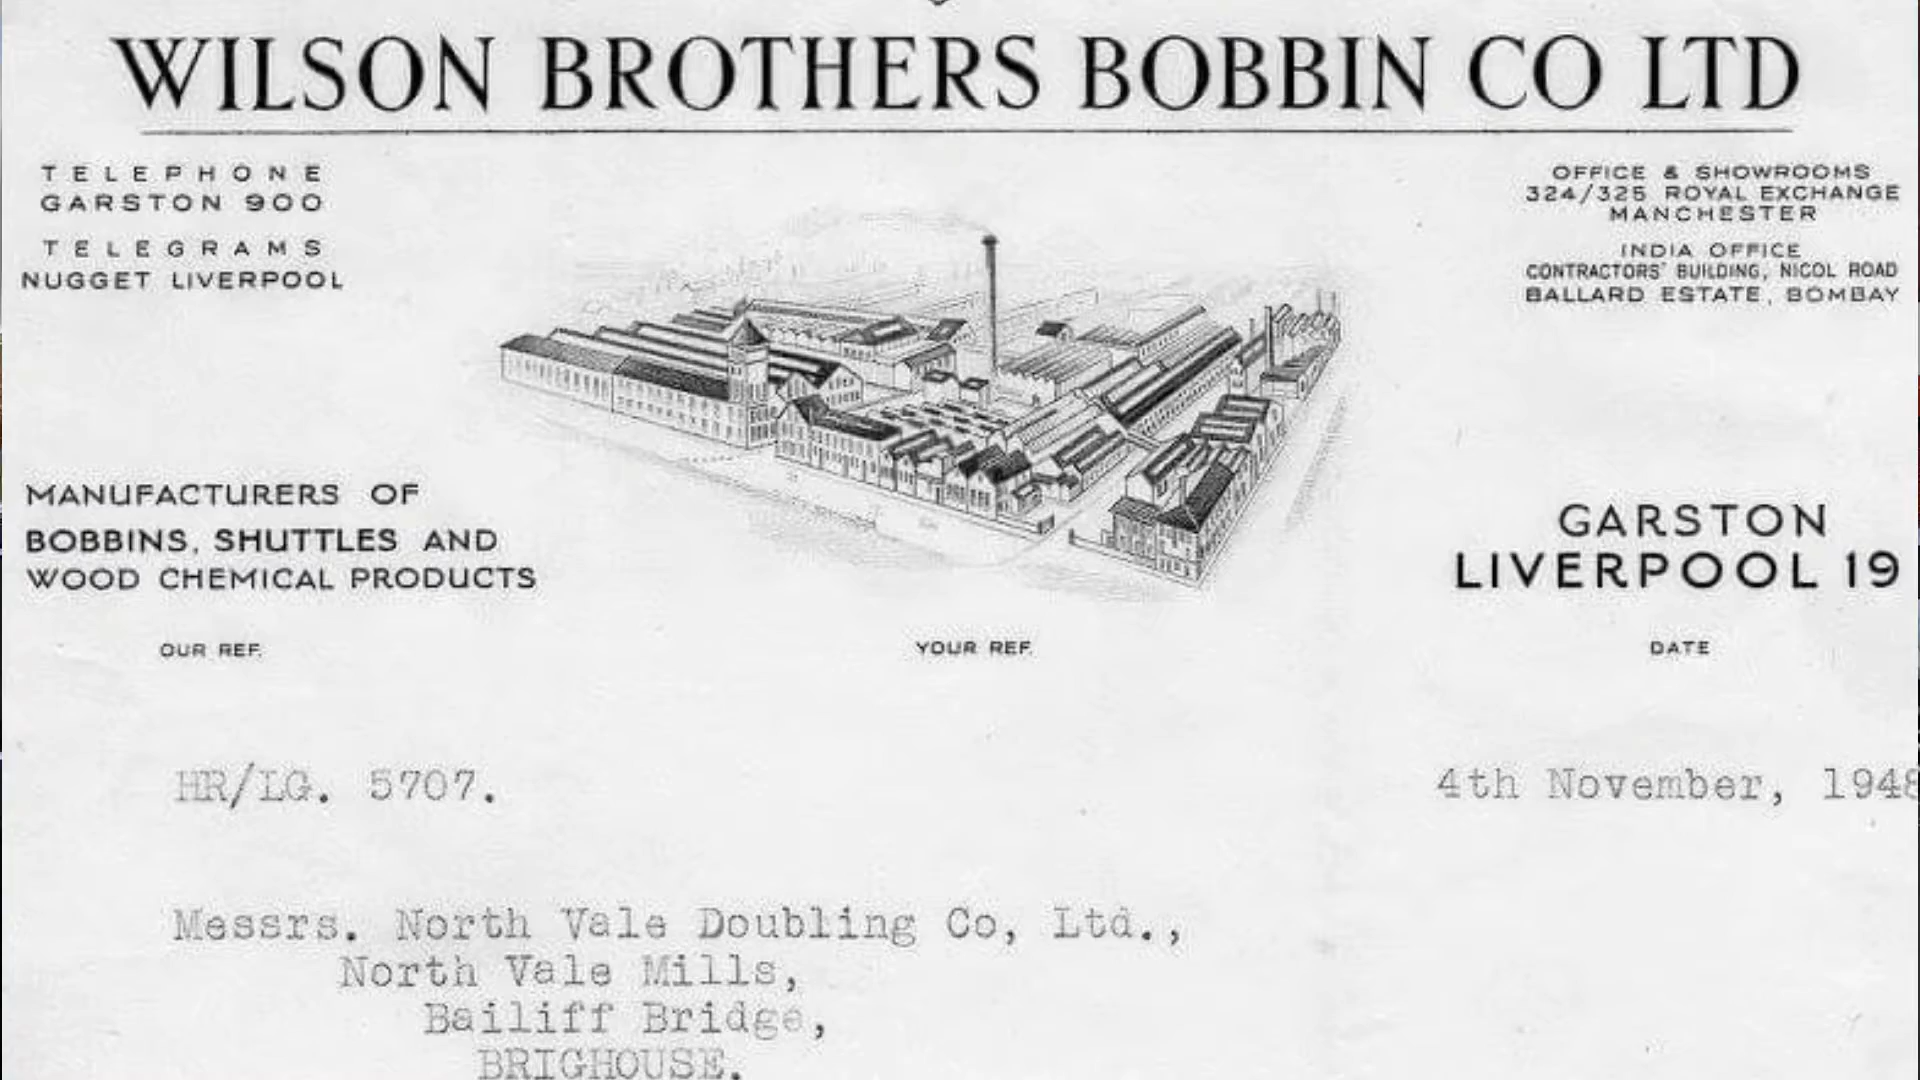 WILSON BROTHERS BOBBIN CO LTD
TELEPHONE
GARSTON 900
TELEGRAMS
NUGGET LIVERPOOL
OFFICE & SHOWROOMS
324/325 ROYAL EXCHANGE
MANCHESTER
INDIA OFFICE
CONTRACTORS' BUILDING, NICOL ROAD
BALLARD ESTATE, BOMBAY
MANUFACTURERS OF
BOBBINS, SHUTTLES AND
WOOD CHEMICAL PRODUCTS
GARSTON
LIVERPOOL 19
OUR REF. YOUR REF. DATE
HR/LG. 5707. 4th November, 1948
Messrs. North Vale Doubling Co, Ltd.,
North Vale Mills,
Bailiff Bridge,
BRIGHOUSE.